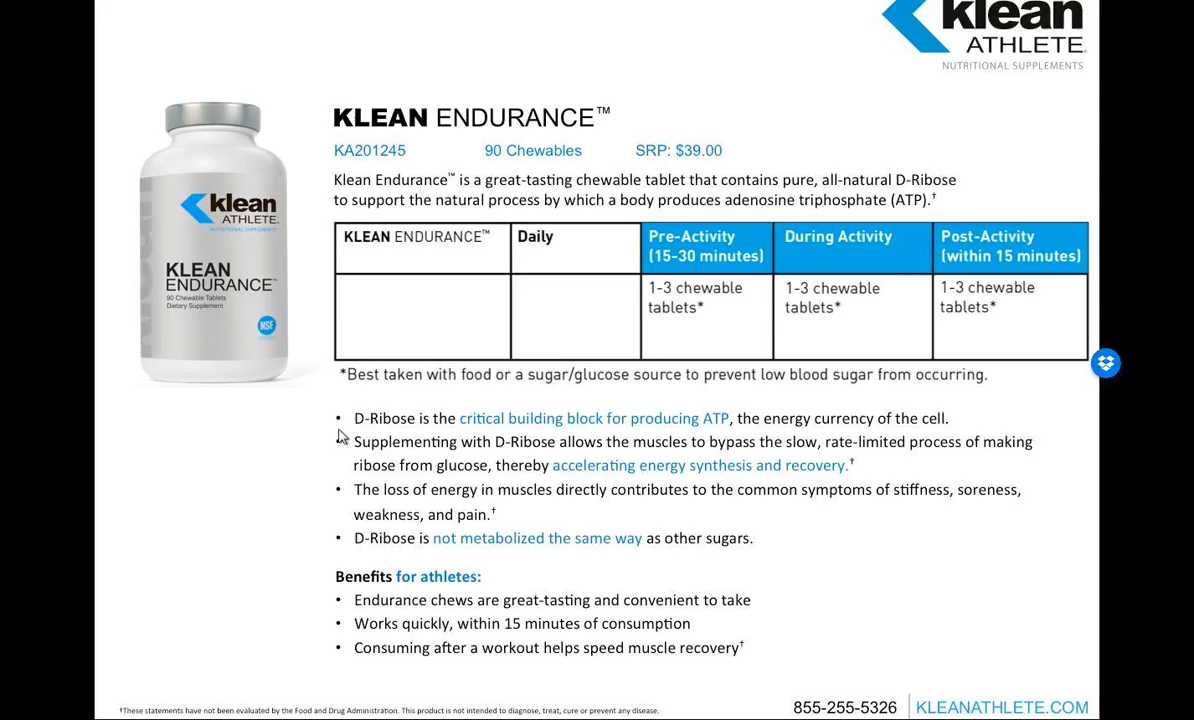 klean
ATHLETE
NUTRITIONAL SUPPLEMENTS
KLEAN ENDURANCE™
KA201245 90 Chewables SRP: $39.00
Klean Endurance™ is a great-tasting chewable tablet that contains pure, all-natural D-Ribose
to support the natural process by which a body produces adenosine triphosphate (ATP).†
klean
ATHLETE
NUTRITIONAL SUPPLEMENTS
KLEAN
ENDURANCE™
90 Chewable Tablets
Dietary Supplement
NSF
KLEAN ENDURANCE™ Daily Pre-Activity During Activity Post-Activity
(15-30 minutes) (within 15 minutes)
1-3 chewable 1-3 chewable 1-3 chewable
tablets* tablets* tablets*
*Best taken with food or a sugar/glucose source to prevent low blood sugar from occurring.
• D-Ribose is the critical building block for producing ATP, the energy currency of the cell.
• Supplementing with D-Ribose allows the muscles to bypass the slow, rate-limited process of making
ribose from glucose, thereby accelerating energy synthesis and recovery.†
• The loss of energy in muscles directly contributes to the common symptoms of stiffness, soreness,
weakness, and pain.†
• D-Ribose is not metabolized the same way as other sugars.
Benefits for athletes:
• Endurance chews are great-tasting and convenient to take
• Works quickly, within 15 minutes of consumption
• Consuming after a workout helps speed muscle recovery†
†These statements have not been evaluated by the Food and Drug Administration. This product is not intended to diagnose, treat, cure or prevent any disease.
855-255-5326 KLEANATHLETE.COM